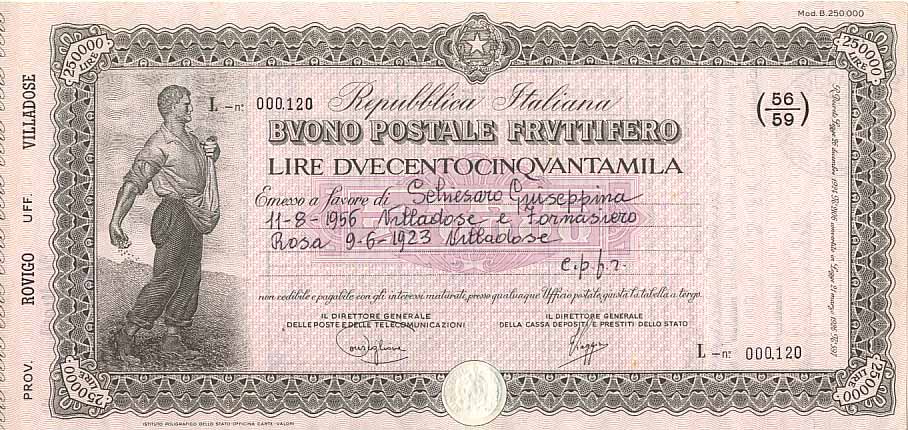 Mod. B. 250.000
250000 LIRE
250000 LIRE
PROV. ROVIGO UFF. VILLADOSE
L - n: 000.120
Repubblica Italiana
(56/59)
BVONO POSTALE FRVTTIFERO
LIRE DVECENTOCINQVANTAMILA
Emesso a favore di Selmesaro Giuseppina
11-8-1956 Villadose e Fornasiero
Rosa 9-6-1923 Villadose
c.p.f.r.
non cedibile e pagabile con gli interessi maturati, presso qualunque Ufficio postale, giusta la tabella a tergo.
IL DIRETTORE GENERALE
DELLE POSTE E DELLE TELECOMUNICAZIONI
IL DIRETTORE GENERALE
DELLA CASSA DEPOSITI E PRESTITI DELLO STATO
L - n: 000.120
250000 LIRE
250000 LIRE
ISTITUTO POLIGRAFICO DELLO STATO OFFICINA CARTE-VALORI